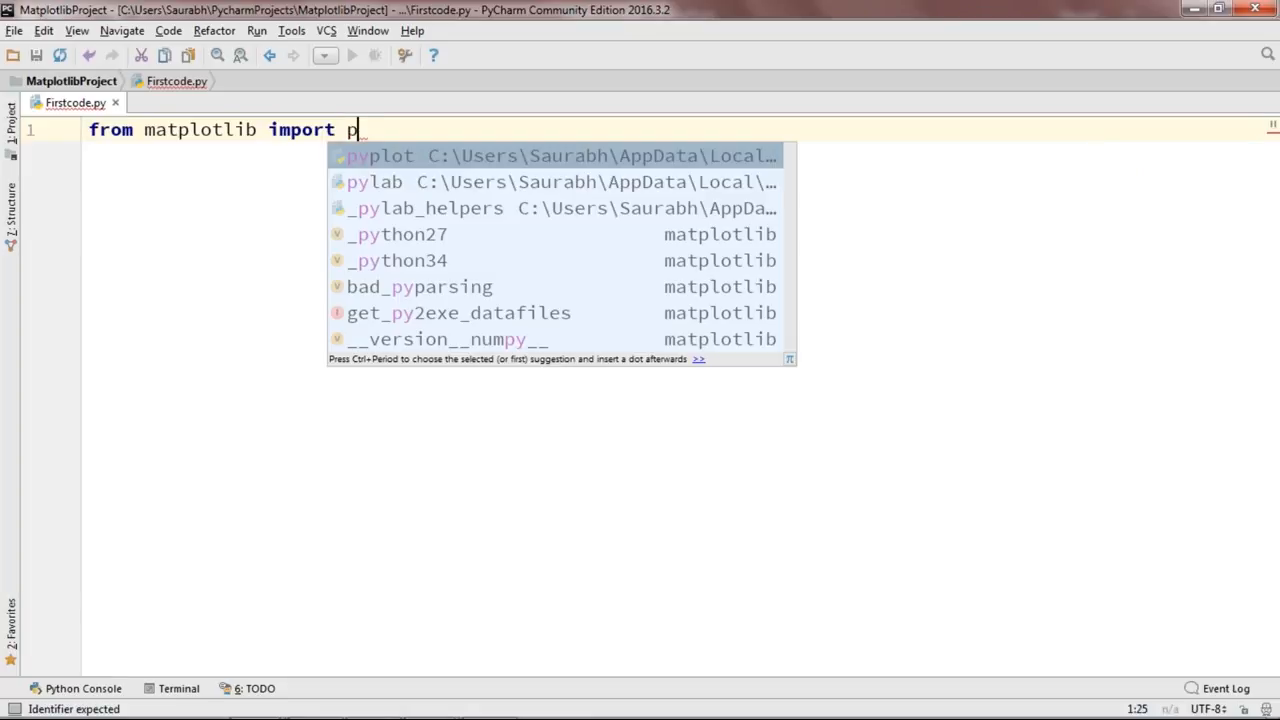 MatplotlibProject - [C:\Users\Saurabh\PycharmProjects\MatplotlibProject] - ...\Firstcode.py - PyCharm Community Edition 2016.3.2
File Edit View Navigate Code Refactor Run Tools VCS Window Help
MatplotlibProject Firstcode.py
Firstcode.py
1: Project
Z: Structure
2: Favorites
1 from matplotlib import p
pyplot C:\Users\Saurabh\AppData\Local...
pylab C:\Users\Saurabh\AppData\Local\...
_pylab_helpers C:\Users\Saurabh\AppDa...
_python27 matplotlib
_python34 matplotlib
bad_pyparsing matplotlib
get_py2exe_datafiles matplotlib
__version__numpy__ matplotlib
Press Ctrl+Period to choose the selected (or first) suggestion and insert a dot afterwards >> π
Python Console Terminal 6: TODO Event Log
Identifier expected 1:25 n/a UTF-8